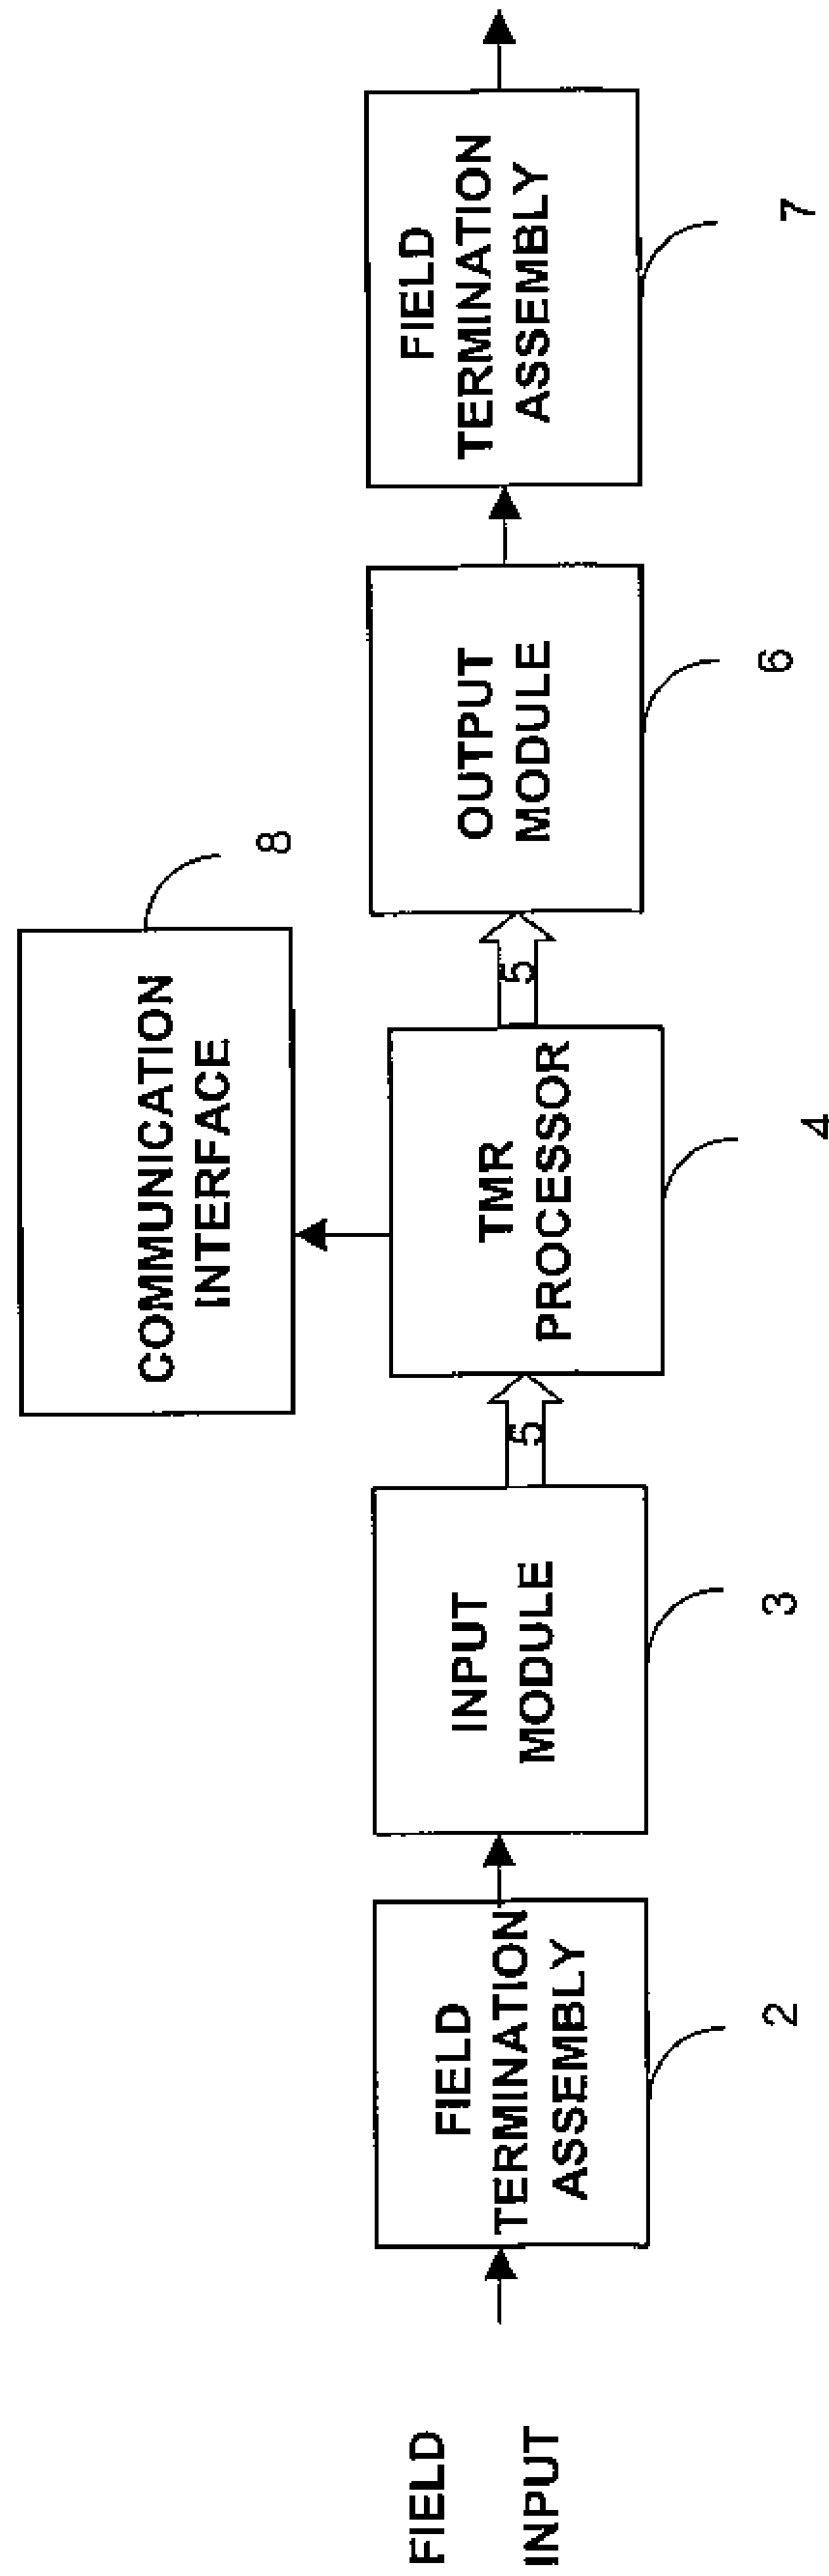 COMMUNICATION
INTERFACE
8
FIELD
INPUT
FIELD
TERMINATION
ASSEMBLY
2
INPUT
MODULE
3
5
TMR
PROCESSOR
4
5
OUTPUT
MODULE
6
FIELD
TERMINATION
ASSEMBLY
7